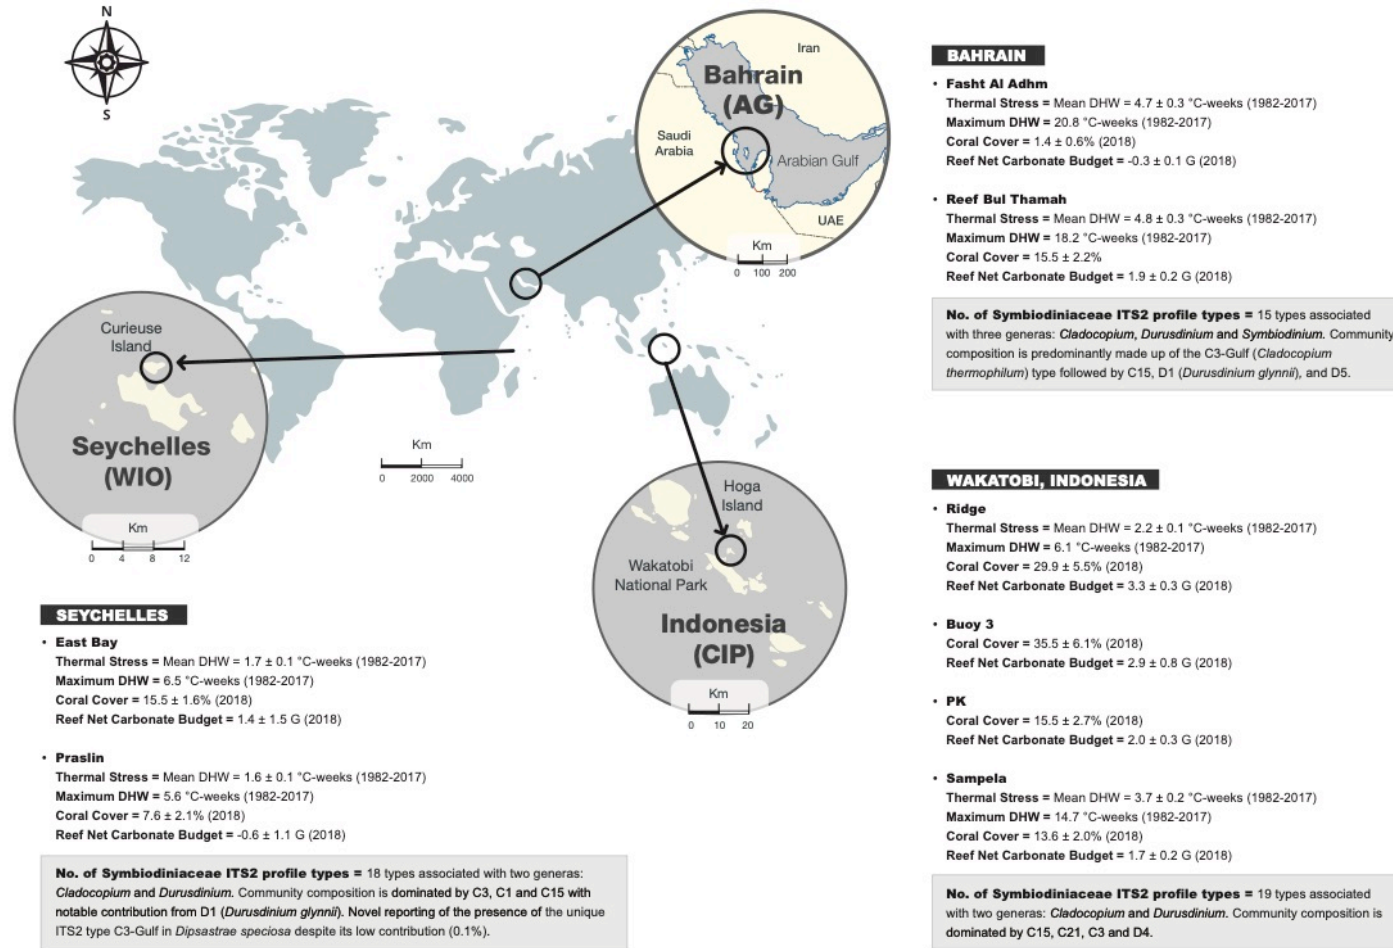 N
S
Iran
Bahrain
(AG)
Saudi
Arabia
Arabian Gulf
UAE
Km
0 100 200
Curieuse
Island
Seychelles
(WIO)
Km
0 4 8 12
Km
0 2000 4000
Hoga
Island
Wakatobi
National Park
Indonesia
(CIP)
Km
0 10 20
BAHRAIN
• Fasht Al Adhm
Thermal Stress = Mean DHW = 4.7 ± 0.3 °C-weeks (1982-2017)
Maximum DHW = 20.8 °C-weeks (1982-2017)
Coral Cover = 1.4 ± 0.6% (2018)
Reef Net Carbonate Budget = -0.3 ± 0.1 G (2018)
• Reef Bul Thamah
Thermal Stress = Mean DHW = 4.8 ± 0.3 °C-weeks (1982-2017)
Maximum DHW = 18.2 °C-weeks (1982-2017)
Coral Cover = 15.5 ± 2.2%
Reef Net Carbonate Budget = 1.9 ± 0.2 G (2018)
No. of Symbiodiniaceae ITS2 profile types = 15 types associated
with three generas: Cladocopium, Durusdinium and Symbiodinium. Community
composition is predominantly made up of the C3-Gulf (Cladocopium
thermophilum) type followed by C15, D1 (Durusdinium glynnii), and D5.
WAKATOBI, INDONESIA
• Ridge
Thermal Stress = Mean DHW = 2.2 ± 0.1 °C-weeks (1982-2017)
Maximum DHW = 6.1 °C-weeks (1982-2017)
Coral Cover = 29.9 ± 5.5% (2018)
Reef Net Carbonate Budget = 3.3 ± 0.3 G (2018)
• Buoy 3
Coral Cover = 35.5 ± 6.1% (2018)
Reef Net Carbonate Budget = 2.9 ± 0.8 G (2018)
• PK
Coral Cover = 15.5 ± 2.7% (2018)
Reef Net Carbonate Budget = 2.0 ± 0.3 G (2018)
• Sampela
Thermal Stress = Mean DHW = 3.7 ± 0.2 °C-weeks (1982-2017)
Maximum DHW = 14.7 °C-weeks (1982-2017)
Coral Cover = 13.6 ± 2.0% (2018)
Reef Net Carbonate Budget = 1.7 ± 0.2 G (2018)
No. of Symbiodiniaceae ITS2 profile types = 19 types associated
with two generas: Cladocopium and Durusdinium. Community composition is
dominated by C15, C21, C3 and D4.
SEYCHELLES
• East Bay
Thermal Stress = Mean DHW = 1.7 ± 0.1 °C-weeks (1982-2017)
Maximum DHW = 6.5 °C-weeks (1982-2017)
Coral Cover = 15.5 ± 1.6% (2018)
Reef Net Carbonate Budget = 1.4 ± 1.5 G (2018)
• Praslin
Thermal Stress = Mean DHW = 1.6 ± 0.1 °C-weeks (1982-2017)
Maximum DHW = 5.6 °C-weeks (1982-2017)
Coral Cover = 7.6 ± 2.1% (2018)
Reef Net Carbonate Budget = -0.6 ± 1.1 G (2018)
No. of Symbiodiniaceae ITS2 profile types = 18 types associated with two generas:
Cladocopium and Durusdinium. Community composition is dominated by C3, C1 and C15 with
notable contribution from D1 (Durusdinium glynnii). Novel reporting of the presence of the unique
ITS2 type C3-Gulf in Dipsastrae speciosa despite its low contribution (0.1%).